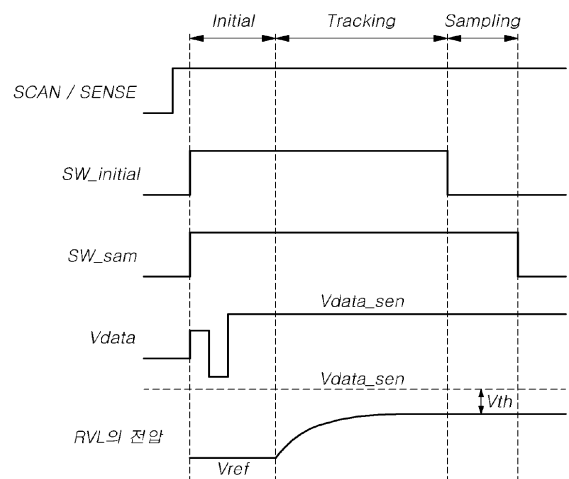 Initial Tracking Sampling
SCAN / SENSE
SW_initial
SW_sam
Vdata_sen
Vdata
Vdata_sen
Vth
RVL의 전압
Vref